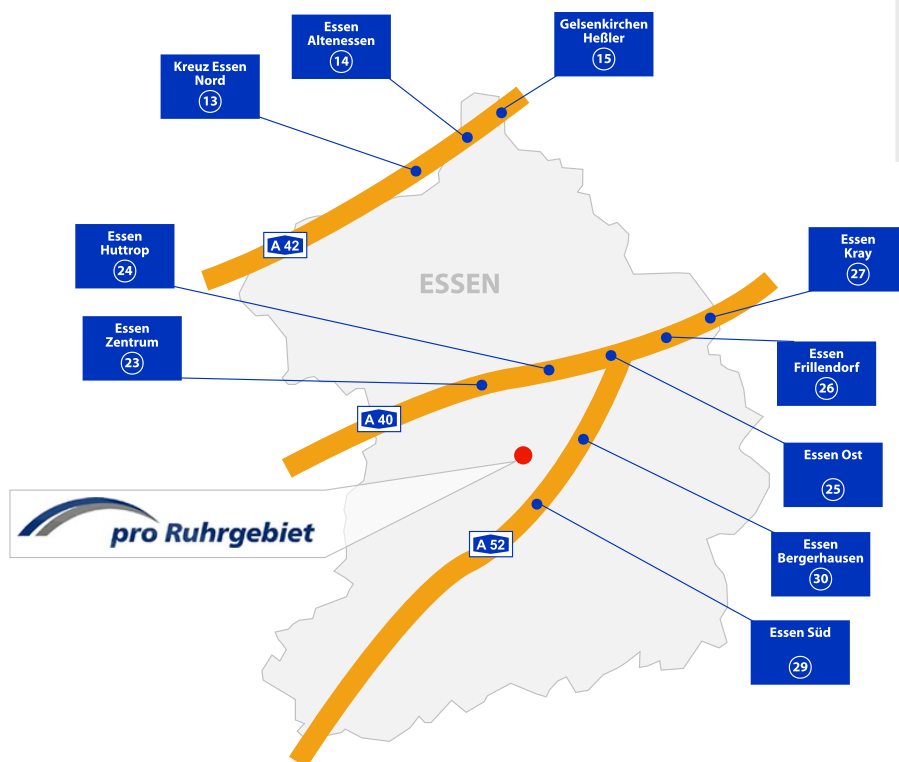 Essen
Altenessen
14
Gelsenkirchen
Heßler
15
Kreuz Essen
Nord
13
A 42
Essen
Huttrop
24
ESSEN
Essen
Kray
27
Essen
Zentrum
23
Essen
Frillendorf
26
A 40
Essen Ost
25
pro Ruhrgebiet
A 52
Essen
Bergerhausen
30
Essen Süd
29